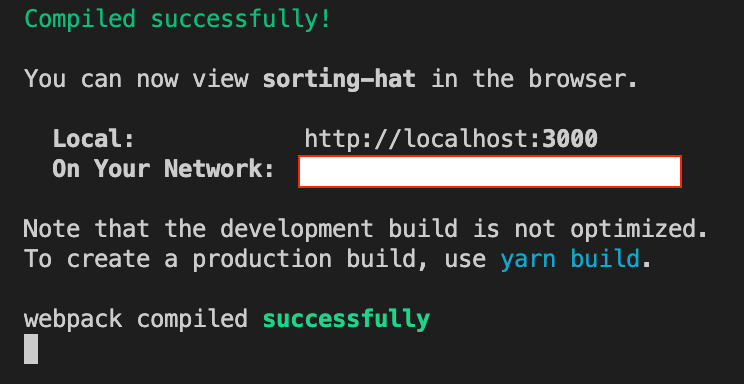 Compiled successfully!
You can now view sorting-hat in the browser.
Local: http://localhost:3000
On Your Network:
Note that the development build is not optimized.
To create a production build, use yarn build.
webpack compiled successfully